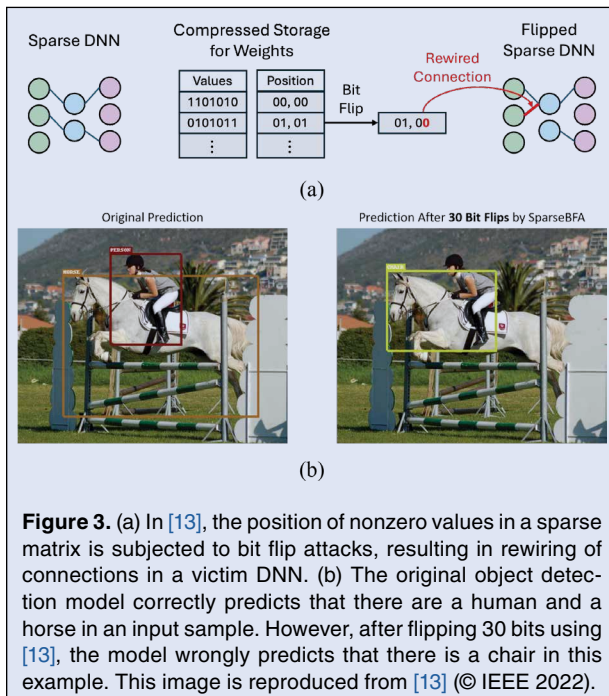 Sparse DNN
Compressed Storage
for Weights
Flipped
Sparse DNN
Rewired
Connection
Values
Position
Bit
Flip
1101010
00, 00
0101011
01, 01
01, 00
⋮
⋮
(a)
Original Prediction
Prediction After 30 Bit Flips by SparseBFA
PERSON
HORSE
CHAIR
(b)
Figure 3. (a) In [13], the position of nonzero values in a sparse
matrix is subjected to bit flip attacks, resulting in rewiring of
connections in a victim DNN. (b) The original object detec-
tion model correctly predicts that there are a human and a
horse in an input sample. However, after flipping 30 bits using
[13], the model wrongly predicts that there is a chair in this
example. This image is reproduced from [13] (© IEEE 2022).